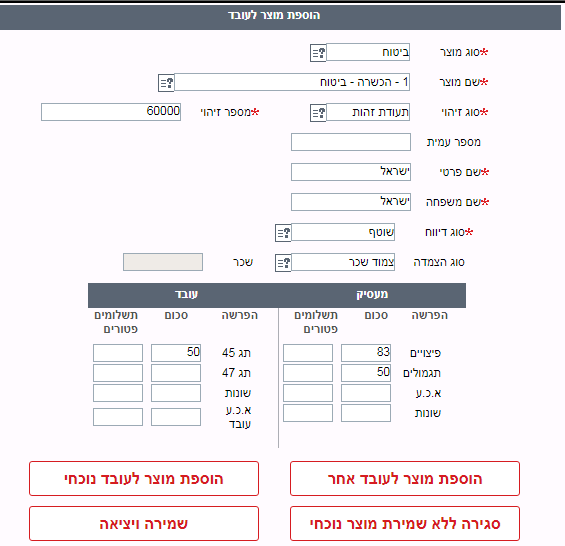 הוספת מוצר לעובד
*סוג מוצר ביטוח
*שם מוצר 1 - הכשרה - ביטוח
*סוג זיהוי תעודת זהות *מספר זיהוי 60000
מספר עמית
*שם פרטי ישראל
*שם משפחה ישראל
*סוג דיווח שוטף
סוג הצמדה צמוד שכר שכר
מעסיק עובד
הפרשה סכום תשלומים פטורים הפרשה סכום תשלומים פטורים
פיצויים 83 תג 45 50
תגמולים 50 תג 47
א.כ.ע שונות
שונות א.כ.ע עובד
הוספת מוצר לעובד אחר הוספת מוצר לעובד נוכחי
סגירה ללא שמירת מוצר נוכחי שמירה ויציאה